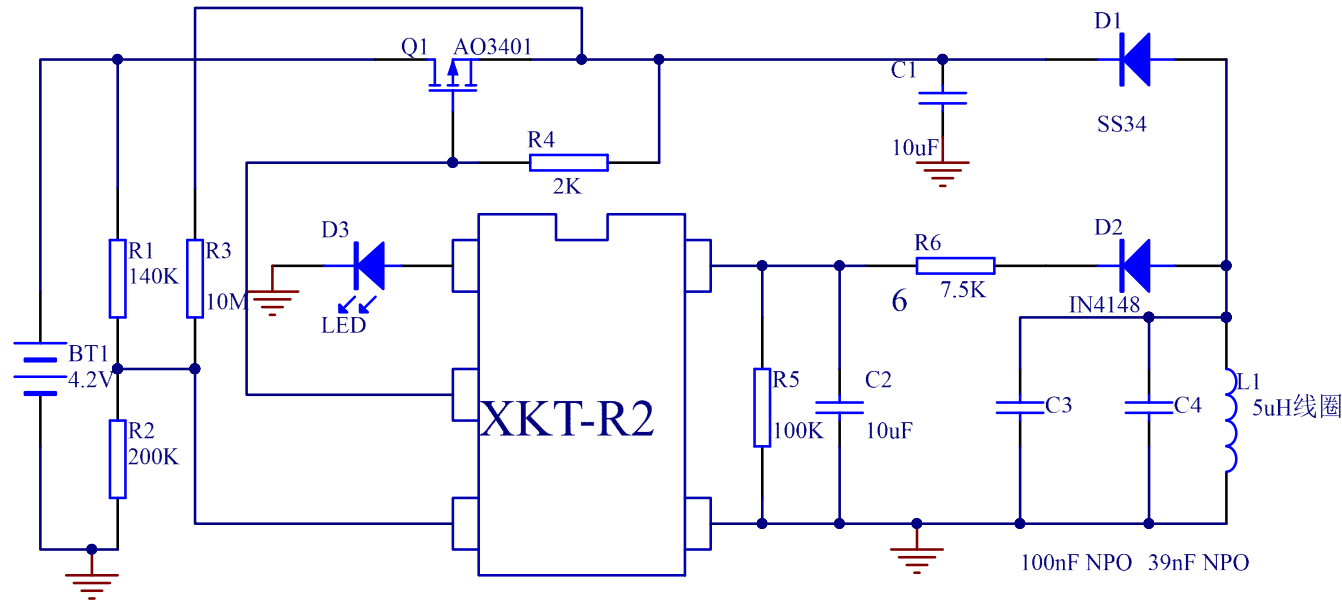 D1
Q1 AO3401
C1
SS34
R4
10uF
2K
D3
D2
R1
R3
R6
140K
7.5K
10M
6
IN4148
LED
BT1
4.2V
R5
C2
L1
XKT-R2
C3
C4
5uH线圈
R2
100K
10uF
200K
100nF NPO 39nF NPO